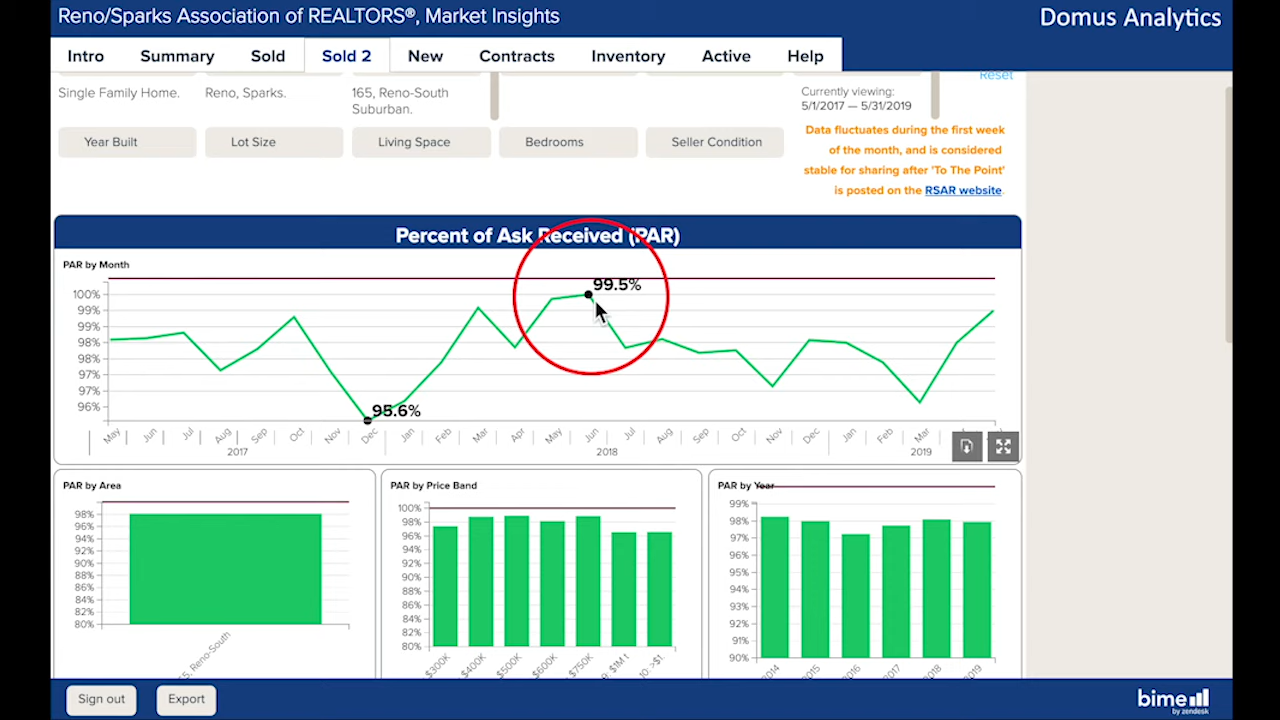 Reno/Sparks Association of REALTORS®, Market Insights
Domus Analytics
Intro Summary Sold Sold 2 New Contracts Inventory Active Help
Reset
Single Family Home. Reno, Sparks. 165, Reno-South
Suburban.
Currently viewing:
5/1/2017 — 5/31/2019
Year Built Lot Size Living Space Bedrooms Seller Condition
Data fluctuates during the first week
of the month, and is considered
stable for sharing after 'To The Point'
is posted on the RSAR website.
Percent of Ask Received (PAR)
PAR by Month
99.5%
100%
99%
99%
98%
98%
97%
97%
96%
95.6%
May Jun Jul Aug Sep Oct Nov Dec Jan Feb Mar Apr May Jun Jul Aug Sep Oct Nov Dec Jan Feb Mar
2017 2018 2019
PAR by Area
98%
96%
94%
92%
90%
88%
86%
84%
82%
80%
5, Reno-South
PAR by Price Band
100%
98%
96%
94%
92%
90%
88%
86%
84%
82%
80%
$300K $400K $500K $600K $750K $1M t 10: >$1.
PAR by Year
99%
98%
97%
96%
95%
94%
93%
92%
91%
90%
2014 2015 2016 2017 2018 2019
Sign out Export
bime
by zendesk